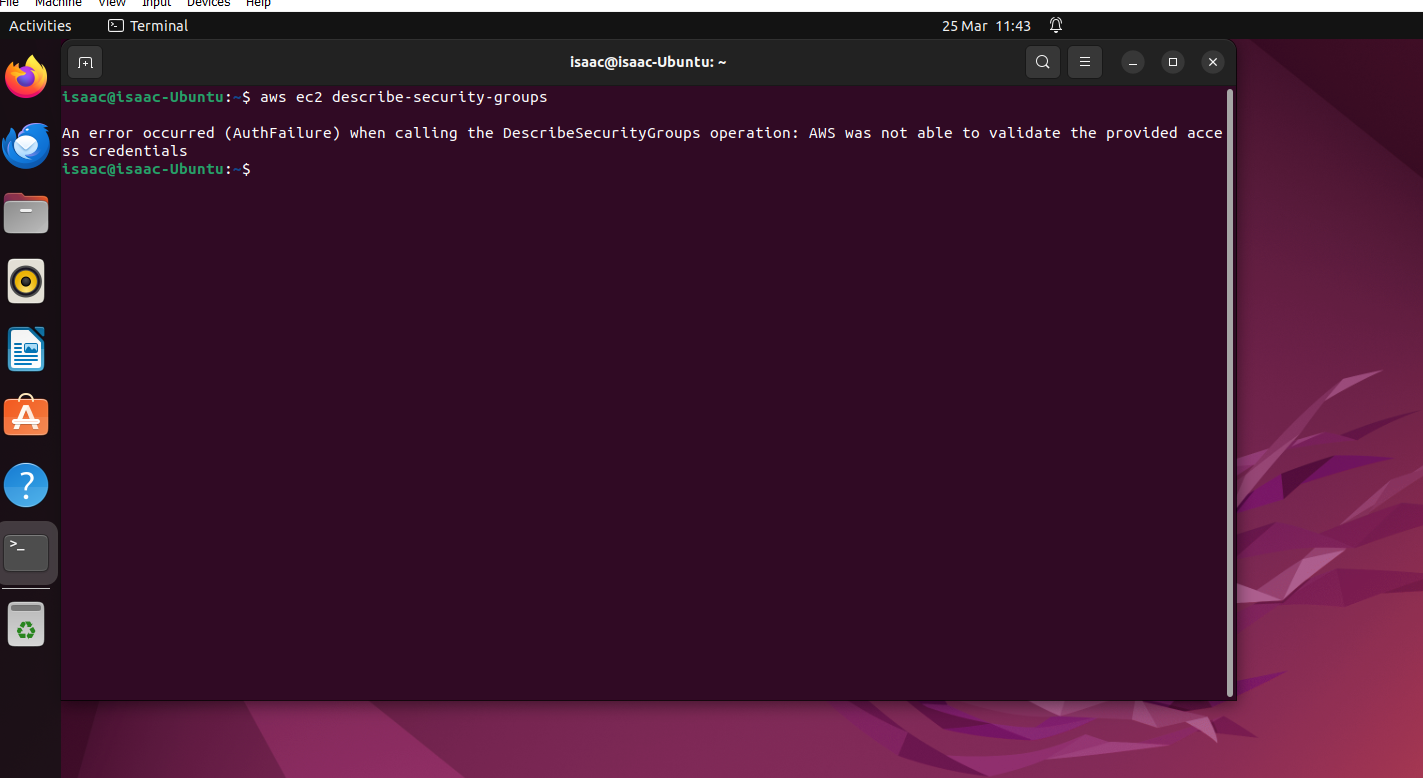 File Machine View Input Devices Help
Activities Terminal 25 Mar 11:43
isaac@isaac-Ubuntu: ~
isaac@isaac-Ubuntu:~$ aws ec2 describe-security-groups
An error occurred (AuthFailure) when calling the DescribeSecurityGroups operation: AWS was not able to validate the provided acce
ss credentials
isaac@isaac-Ubuntu:~$